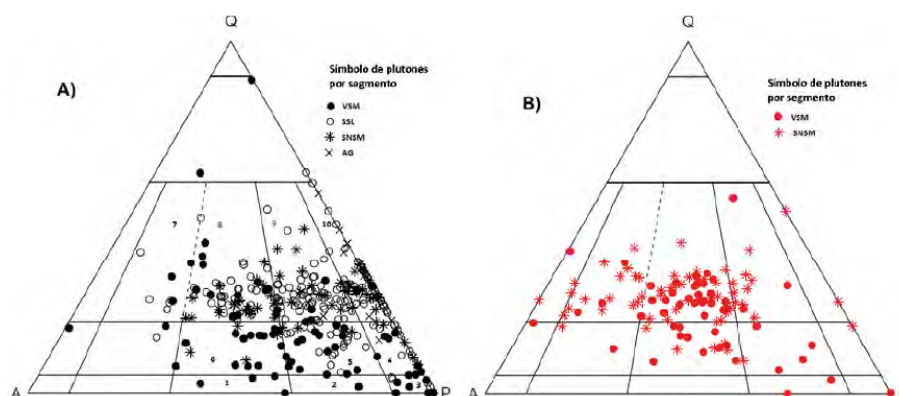 Q
A)
Símbolo de plutones
por segmento
VSM
SSL
SNSM
AG
7
8
9
10
6
5
4
1
2
3
A
P
Q
B)
Símbolo de plutones
por segmento
VSM
SNSM
A